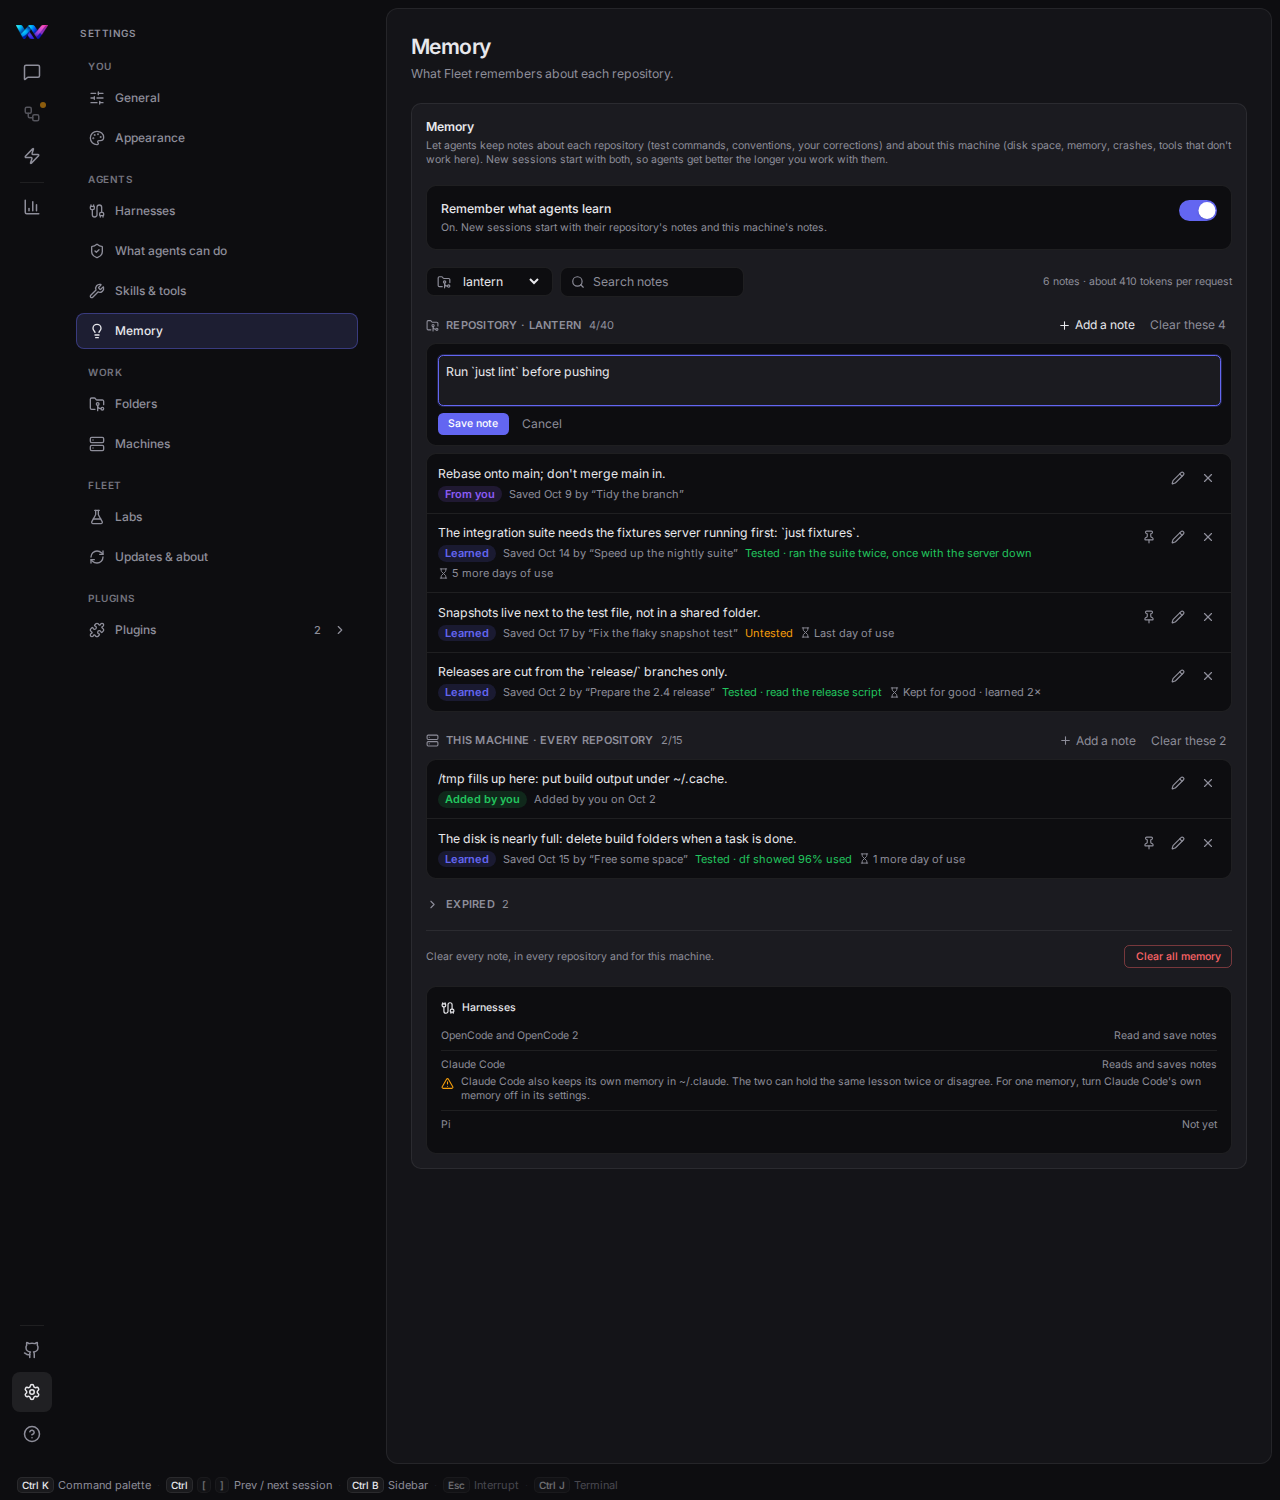 SETTINGS
YOU
General
Appearance
AGENTS
Harnesses
What agents can do
Skills & tools
Memory
WORK
Folders
Machines
FLEET
Labs
Updates & about
PLUGINS
Plugins 2
Memory
What Fleet remembers about each repository.
Memory
Let agents keep notes about each repository (test commands, conventions, your corrections) and about this machine (disk space, memory, crashes, tools that don't
work here). New sessions start with both, so agents get better the longer you work with them.
Remember what agents learn
On. New sessions start with their repository's notes and this machine's notes.
lantern
Search notes
6 notes · about 410 tokens per request
REPOSITORY · LANTERN 4/40
Add a note
Clear these 4
Run `just lint` before pushing
Save note
Cancel
Rebase onto main; don't merge main in.
From you Saved Oct 9 by “Tidy the branch”
The integration suite needs the fixtures server running first: `just fixtures`.
Learned Saved Oct 14 by “Speed up the nightly suite” Tested · ran the suite twice, once with the server down
5 more days of use
Snapshots live next to the test file, not in a shared folder.
Learned Saved Oct 17 by “Fix the flaky snapshot test” Untested Last day of use
Releases are cut from the `release/` branches only.
Learned Saved Oct 2 by “Prepare the 2.4 release” Tested · read the release script Kept for good · learned 2×
THIS MACHINE · EVERY REPOSITORY 2/15
Add a note
Clear these 2
/tmp fills up here: put build output under ~/.cache.
Added by you Added by you on Oct 2
The disk is nearly full: delete build folders when a task is done.
Learned Saved Oct 15 by “Free some space” Tested · df showed 96% used 1 more day of use
EXPIRED 2
Clear every note, in every repository and for this machine.
Clear all memory
Harnesses
OpenCode and OpenCode 2 Read and save notes
Claude Code Reads and saves notes
Claude Code also keeps its own memory in ~/.claude. The two can hold the same lesson twice or disagree. For one memory, turn Claude Code's own
memory off in its settings.
Pi Not yet
Ctrl K Command palette Ctrl [ ] Prev / next session Ctrl B Sidebar Esc Interrupt Ctrl J Terminal